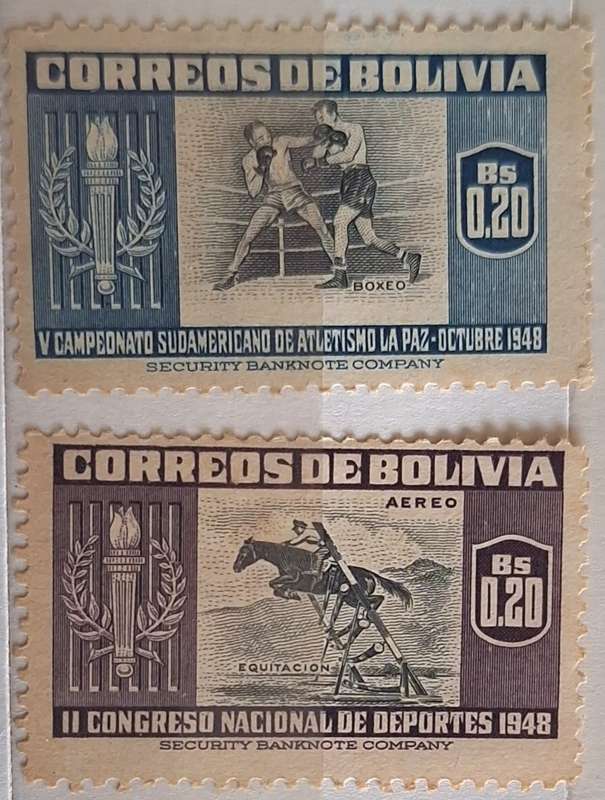 CORREOS DE BOLIVIA
Bs
0.20
BOXEO
V CAMPEONATO SUDAMERICANO DE ATLETISMO LA PAZ-OCTUBRE 1948
SECURITY BANKNOTE COMPANY
CORREOS DE BOLIVIA
AEREO
Bs
0.20
EQUITACION
II CONGRESO NACIONAL DE DEPORTES 1948
SECURITY BANKNOTE COMPANY